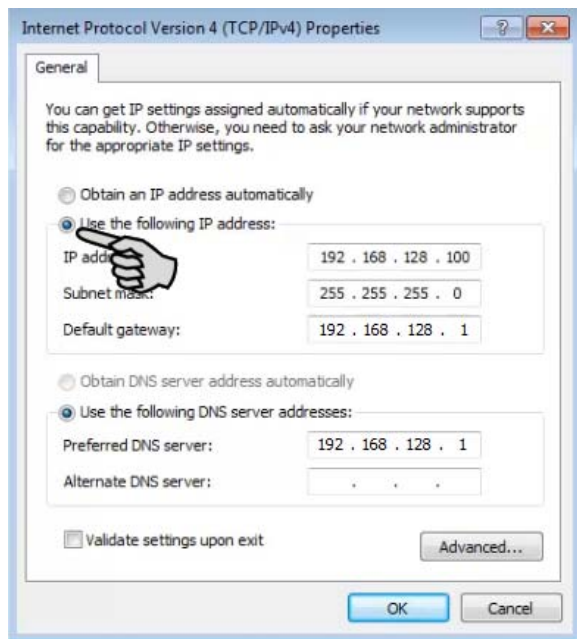 Internet Protocol Version 4 (TCP/IPv4) Properties
General
You can get IP settings assigned automatically if your network supports
this capability. Otherwise, you need to ask your network administrator
for the appropriate IP settings.
Obtain an IP address automatically
Use the following IP address:
IP 192 . 168 . 128 . 100
Subnet mask: 255 . 255 . 255 . 0
Default gateway: 192 . 168 . 128 . 1
Obtain DNS server address automatically
Use the following DNS server addresses:
Preferred DNS server: 192 . 168 . 128 . 1
Alternate DNS server: . . .
Validate settings upon exit
Advanced...
OK Cancel